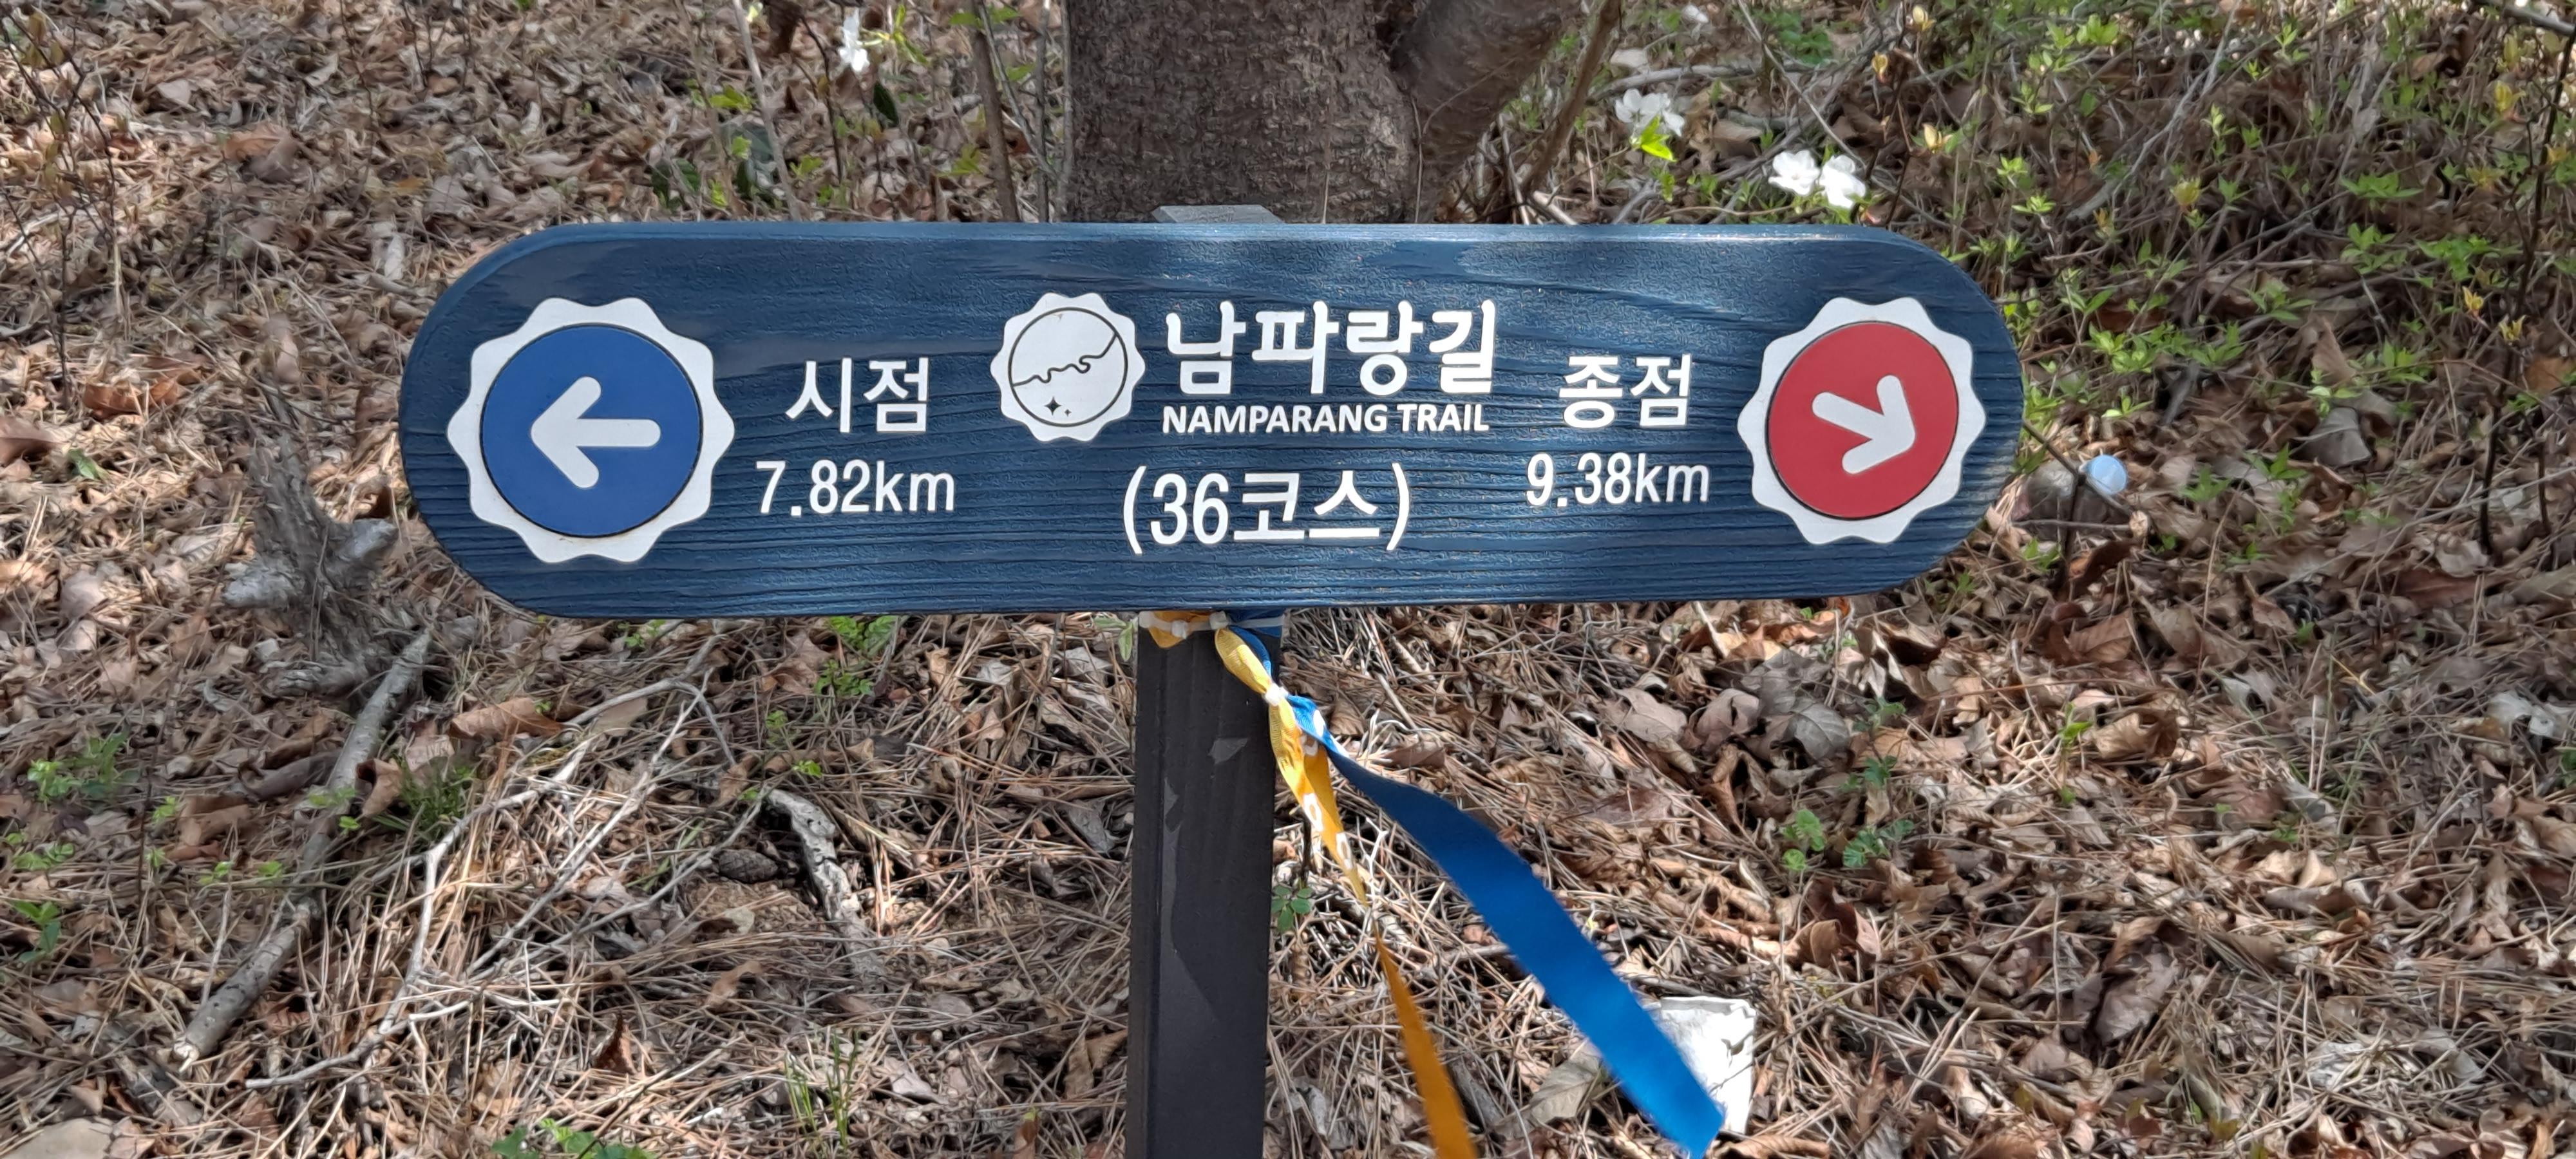 시점
7.82km
남파랑길
NAMPARANG TRAIL
(36코스)
종점
9.38km